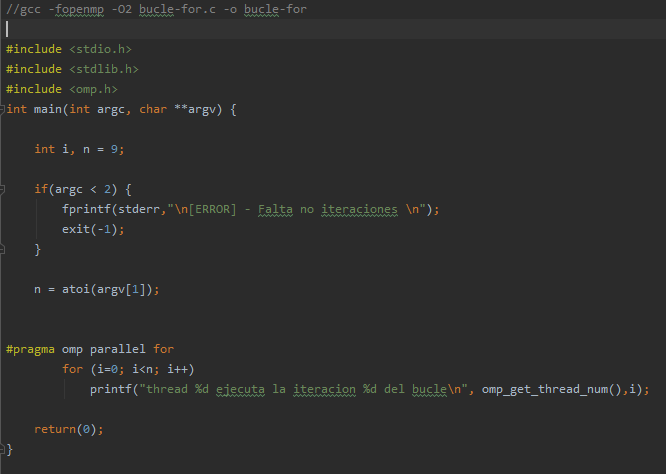 //gcc -fopenmp -O2 bucle-for.c -o bucle-for
#include <stdio.h>
#include <stdlib.h>
#include <omp.h>
int main(int argc, char **argv) {
int i, n = 9;
if(argc < 2) {
fprintf(stderr,"\n[ERROR] - Falta no iteraciones \n");
exit(-1);
}
n = atoi(argv[1]);
#pragma omp parallel for
for (i=0; i<n; i++)
printf("thread %d ejecuta la iteracion %d del bucle\n", omp_get_thread_num(),i);
return(0);
}